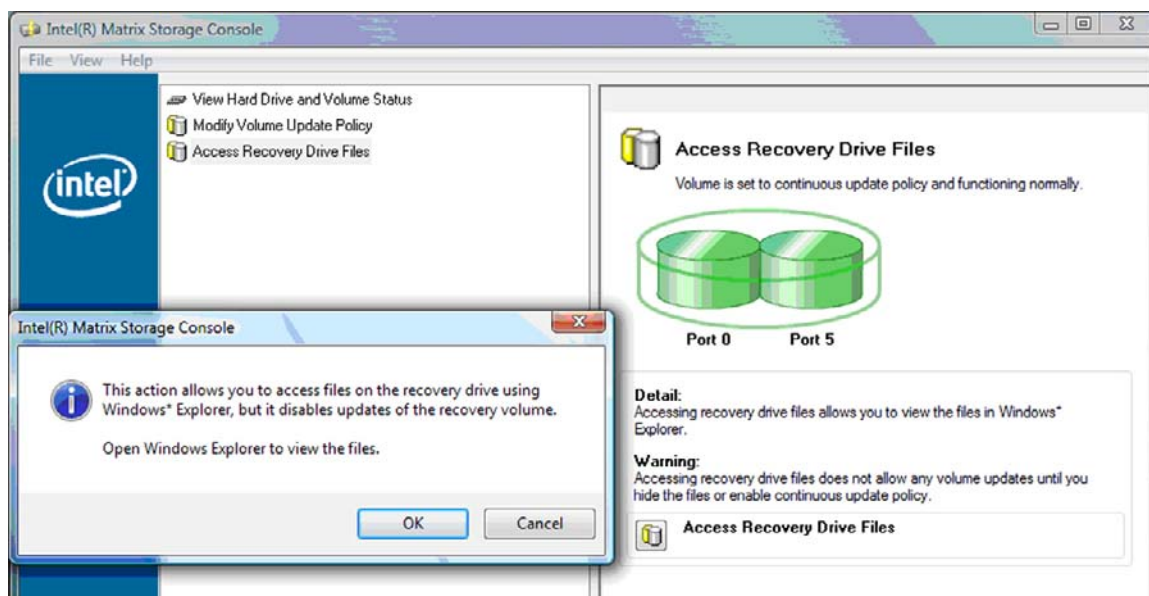 Intel(R) Matrix Storage Console
File View Help
View Hard Drive and Volume Status
Modify Volume Update Policy
Access Recovery Drive Files
intel
Access Recovery Drive Files
Volume is set to continuous update policy and functioning normally.
Port 0 Port 5
Detail:
Accessing recovery drive files allows you to view the files in Windows*
Explorer.
Warning:
Accessing recovery drive files does not allow any volume updates until you
hide the files or enable continuous update policy.
Access Recovery Drive Files
Intel(R) Matrix Storage Console
This action allows you to access files on the recovery drive using
Windows* Explorer, but it disables updates of the recovery volume.
Open Windows Explorer to view the files.
OK Cancel